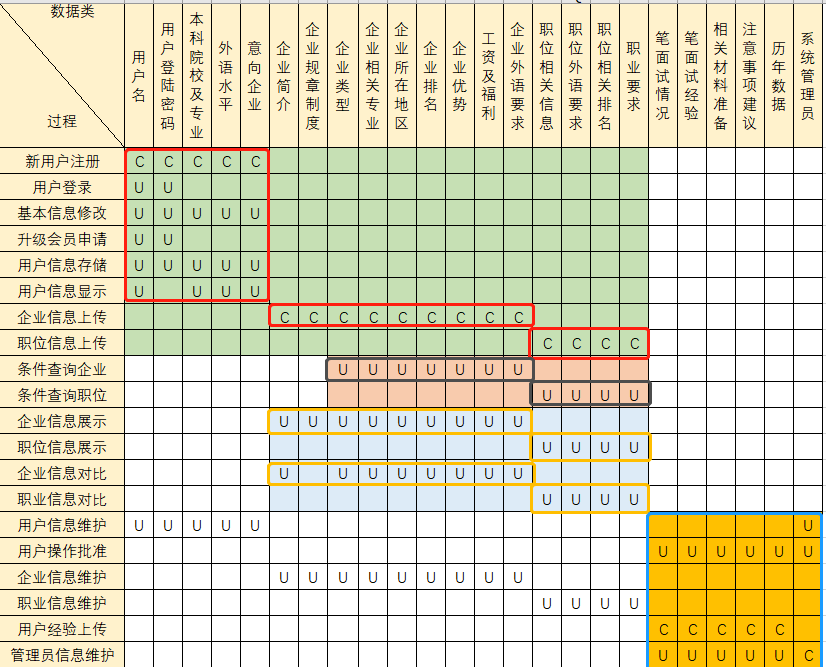 数据类
过程
用户名
用户登陆密码
本科院校及专业
外语水平
意向企业
企业简介
企业规章制度
企业类型
企业相关专业
企业所在地区
企业排名
企业优势
工资及福利
企业外语要求
职位相关信息
职位外语要求
职位相关排名
职业要求
笔面试情况
笔面试经验
相关材料准备
注意事项建议
历年数据
系统管理员
新用户注册 C C C C C
用户登录 U U
基本信息修改 U U U U U
升级会员申请 U U
用户信息存储 U U U U U
用户信息显示 U U U U
企业信息上传 C C C C C C C C C
职位信息上传 C C C C
条件查询企业 U U U U U U U
条件查询职位 U U U U
企业信息展示 U U U U U U U U U
职位信息展示 U U U U
企业信息对比 U U U U U U U U
职业信息对比 U U U U
用户信息维护 U U U U U U
用户操作批准 U U U U U U
企业信息维护 U U U U U U U U U
职业信息维护 U U U U
用户经验上传 C C C C C
管理员信息维护 U U U U U C